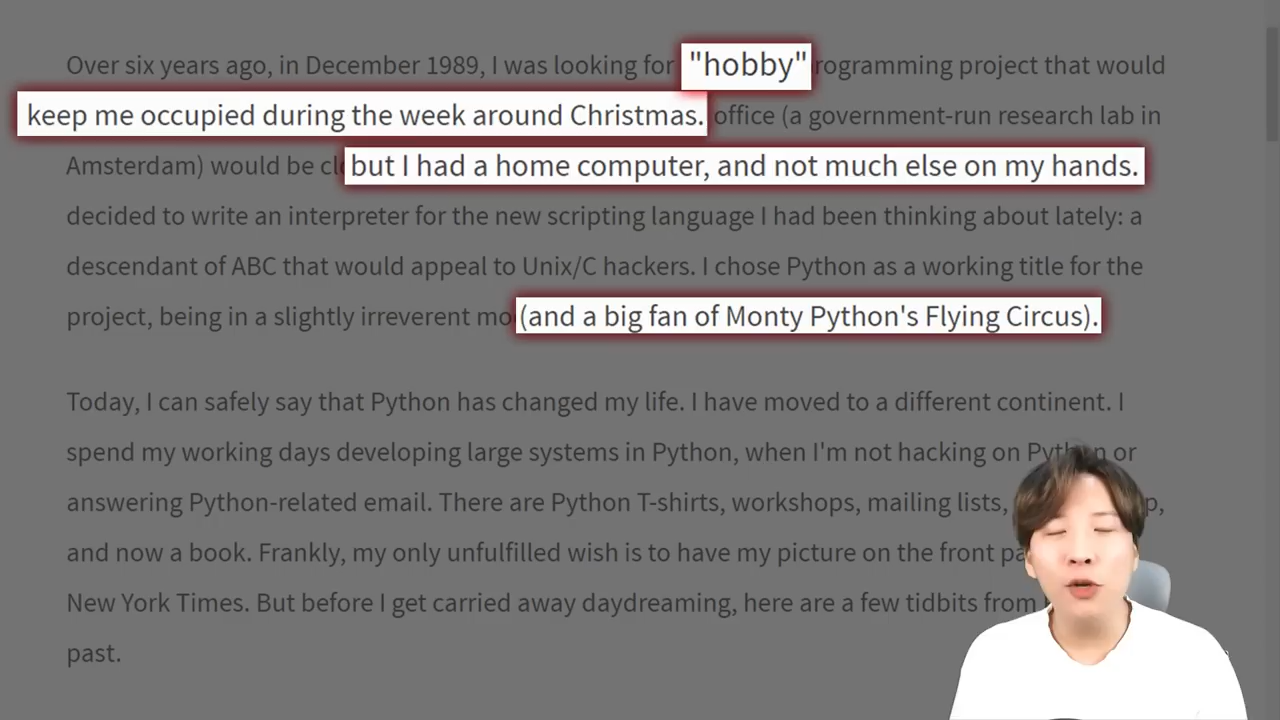 Over six years ago, in December 1989, I was looking for "hobby" rogramming project that would
keep me occupied during the week around Christmas. office (a government-run research lab in
Amsterdam) would be cl but I had a home computer, and not much else on my hands.
decided to write an interpreter for the new scripting language I had been thinking about lately: a
descendant of ABC that would appeal to Unix/C hackers. I chose Python as a working title for the
project, being in a slightly irreverent mo (and a big fan of Monty Python's Flying Circus).
Today, I can safely say that Python has changed my life. I have moved to a different continent. I
spend my working days developing large systems in Python, when I'm not hacking on Python or
answering Python-related email. There are Python T-shirts, workshops, mailing lists, p,
and now a book. Frankly, my only unfulfilled wish is to have my picture on the front pa
New York Times. But before I get carried away daydreaming, here are a few tidbits from
past.